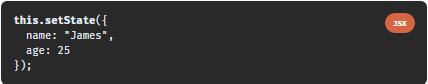 this.setState({
JSX
  name: "James",
  age: 25
});